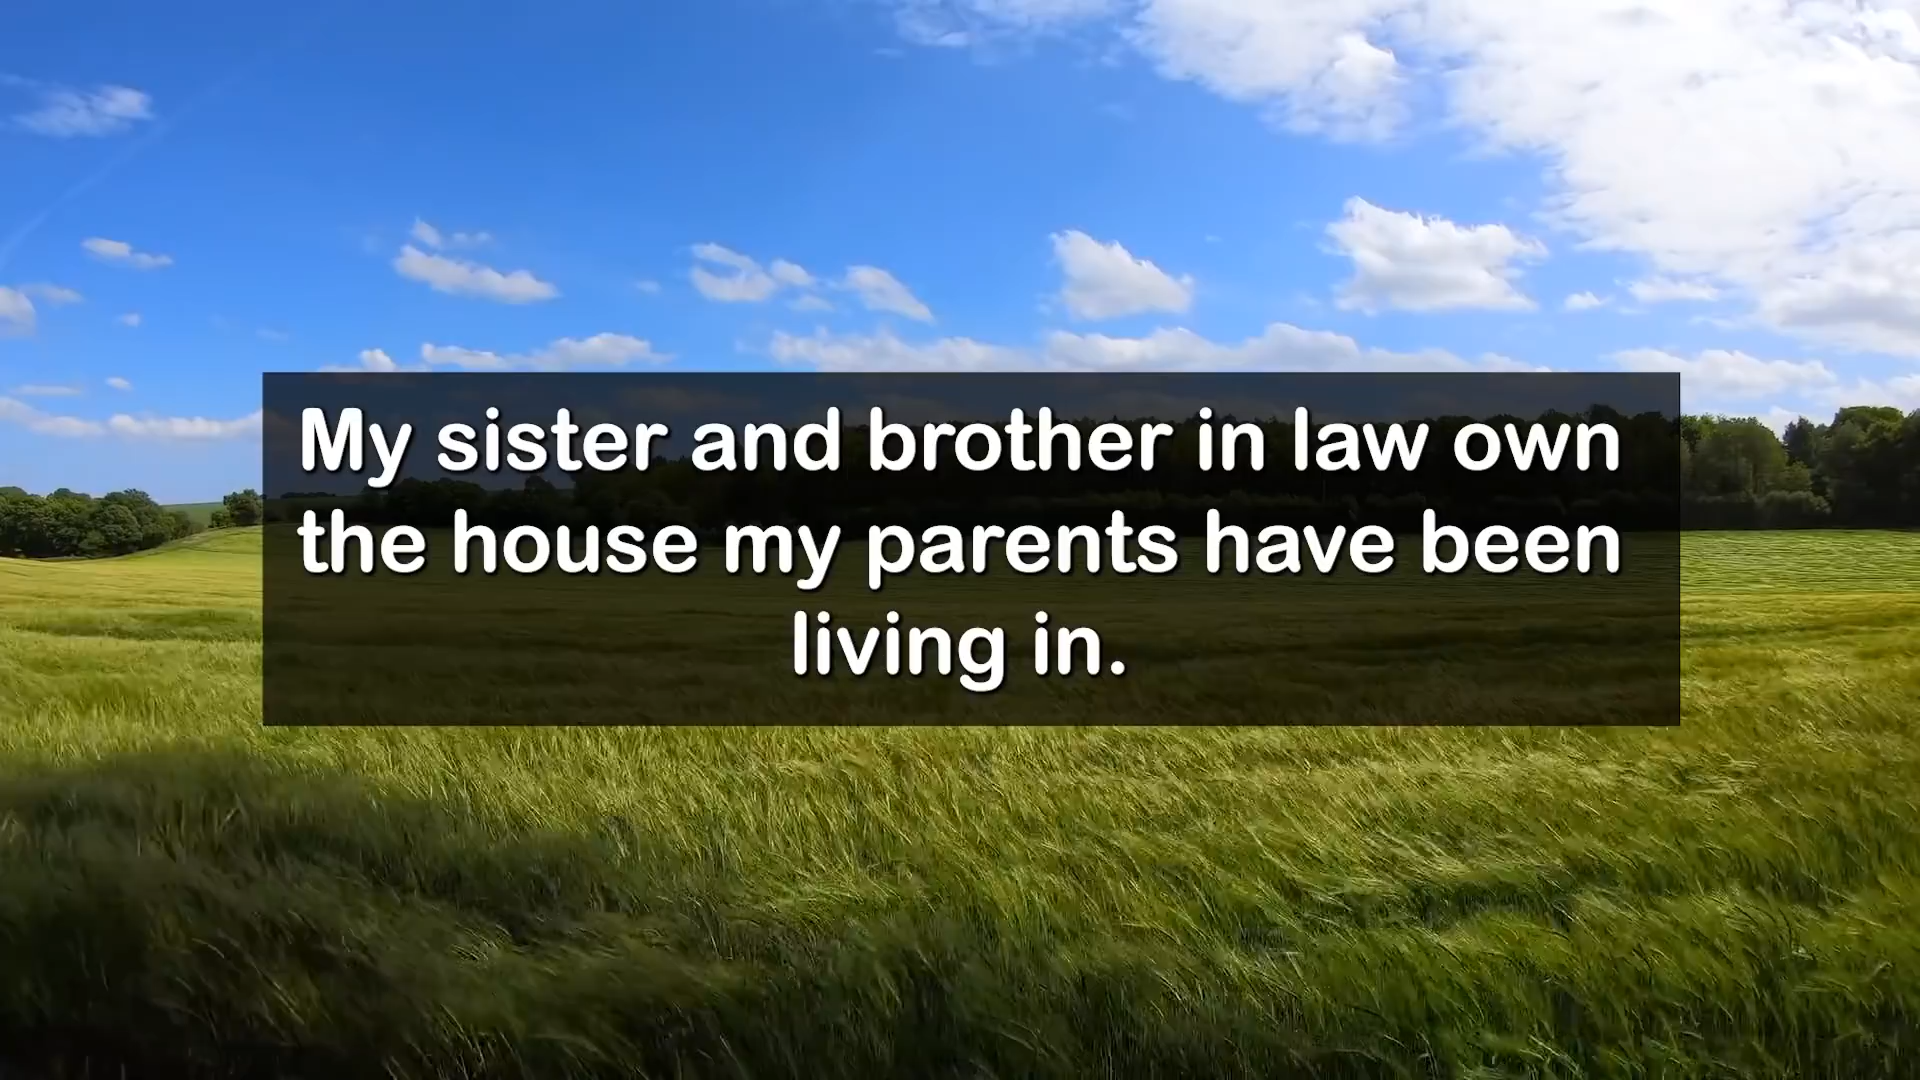 My sister and brother in law own
the house my parents have been
living in.